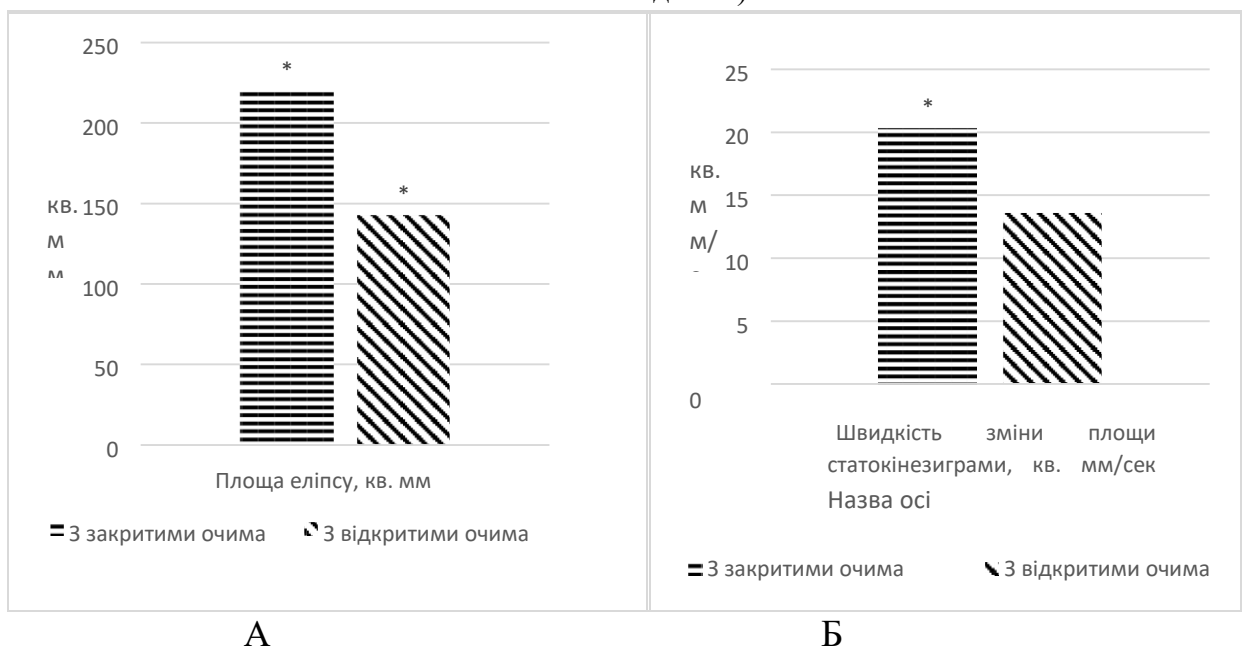 250
200
150
100
50
0
*
*
кв.
м
м
Площа еліпсу, кв. мм
З закритими очима
З відкритими очима
25
20
15
10
5
0
*
кв.
м
м/
Швидкість зміни площи
статокінезиграми, кв. мм/сек
Назва осі
З закритими очима
З відкритими очима
А
Б